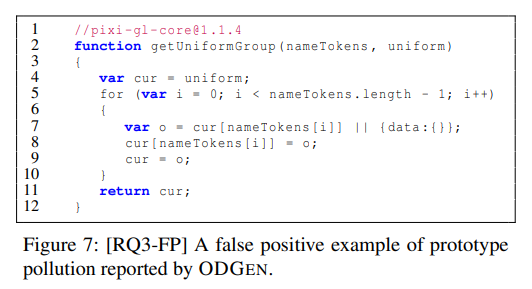 1 //pixi-gl-core@1.1.4
2 function getUniformGroup(nameTokens, uniform)
3 {
4 var cur = uniform;
5 for (var i = 0; i < nameTokens.length - 1; i++)
6 {
7 var o = cur[nameTokens[i]] || {data:{}};
8 cur[nameTokens[i]] = o;
9 cur = o;
10 }
11 return cur;
12 }
Figure 7: [RQ3-FP] A false positive example of prototype
pollution reported by ODGEN.